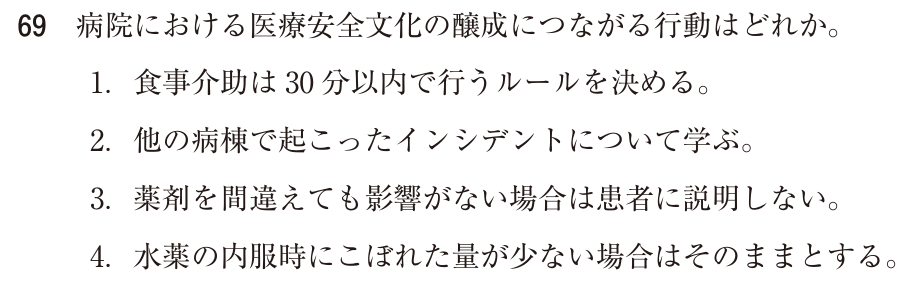 69 病院における医療安全文化の醸成につながる行動はどれか。
1. 食事介助は 30 分以内で行うルールを決める。
2. 他の病棟で起こったインシデントについて学ぶ。
3. 薬剤を間違えても影響がない場合は患者に説明しない。
4. 水薬の内服時にこぼれた量が少ない場合はそのままとする。